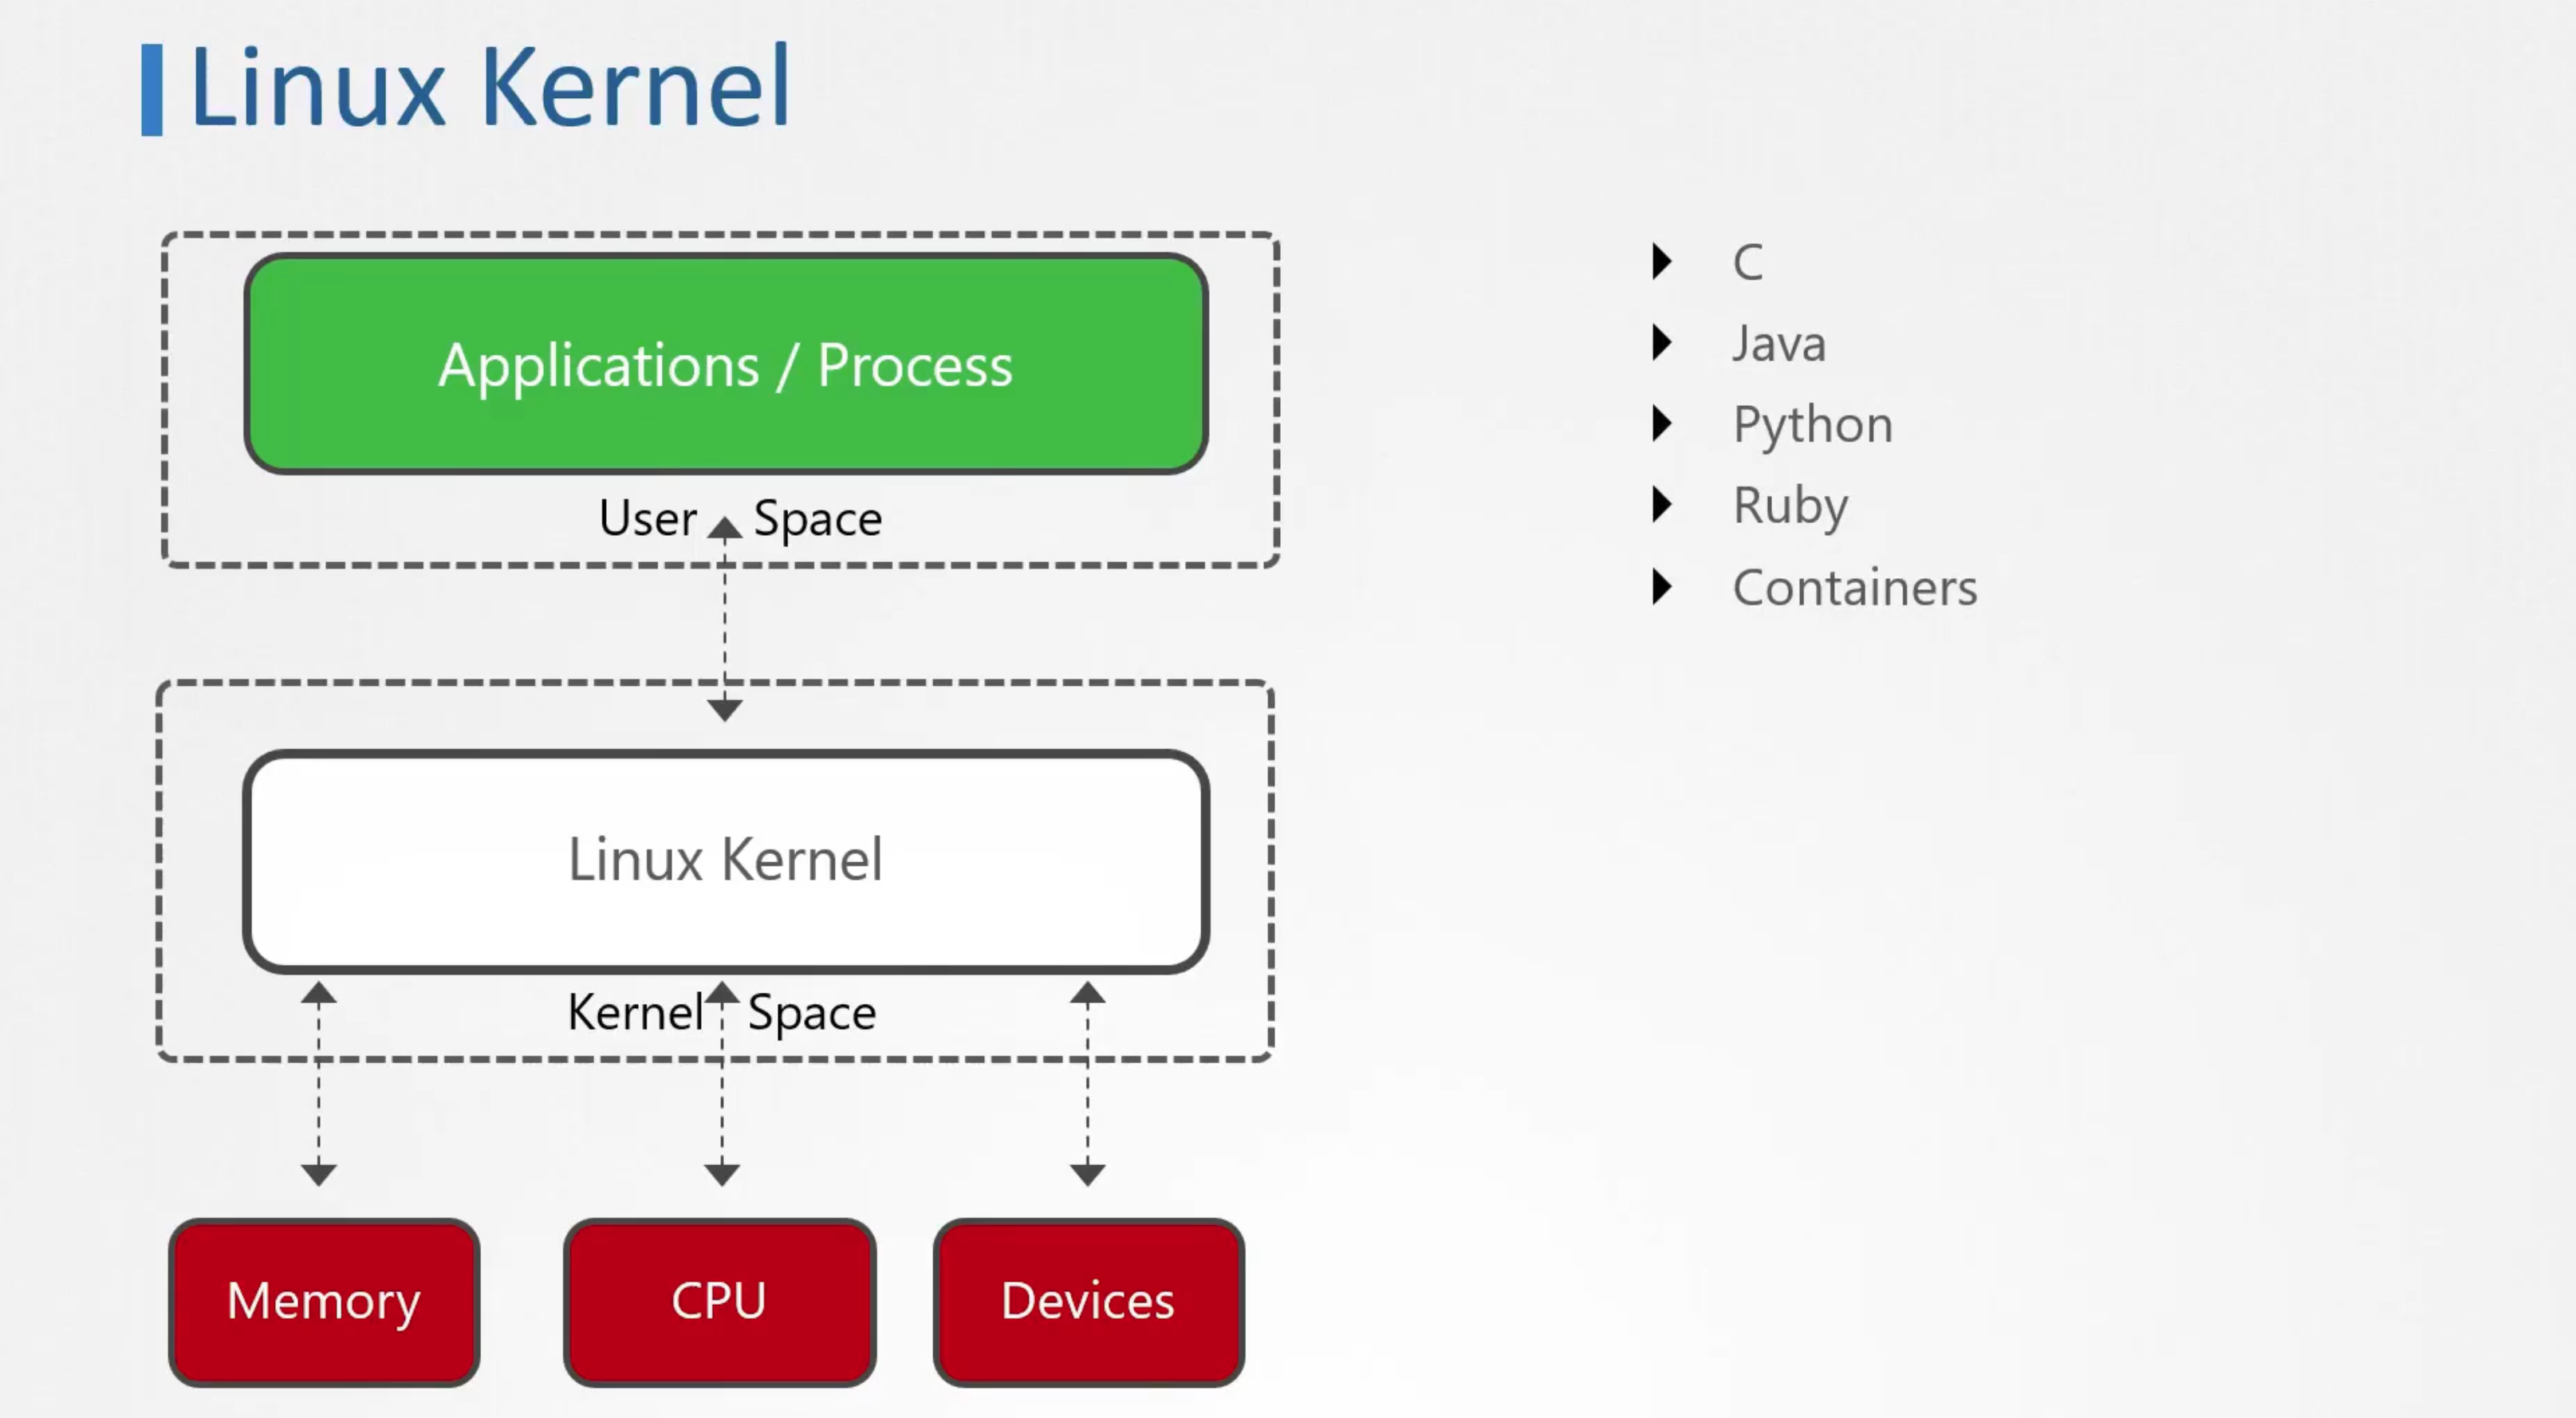 Linux Kernel
Applications / Process
User Space
C
Java
Python
Ruby
Containers
Linux Kernel
Kernel Space
Memory
CPU
Devices